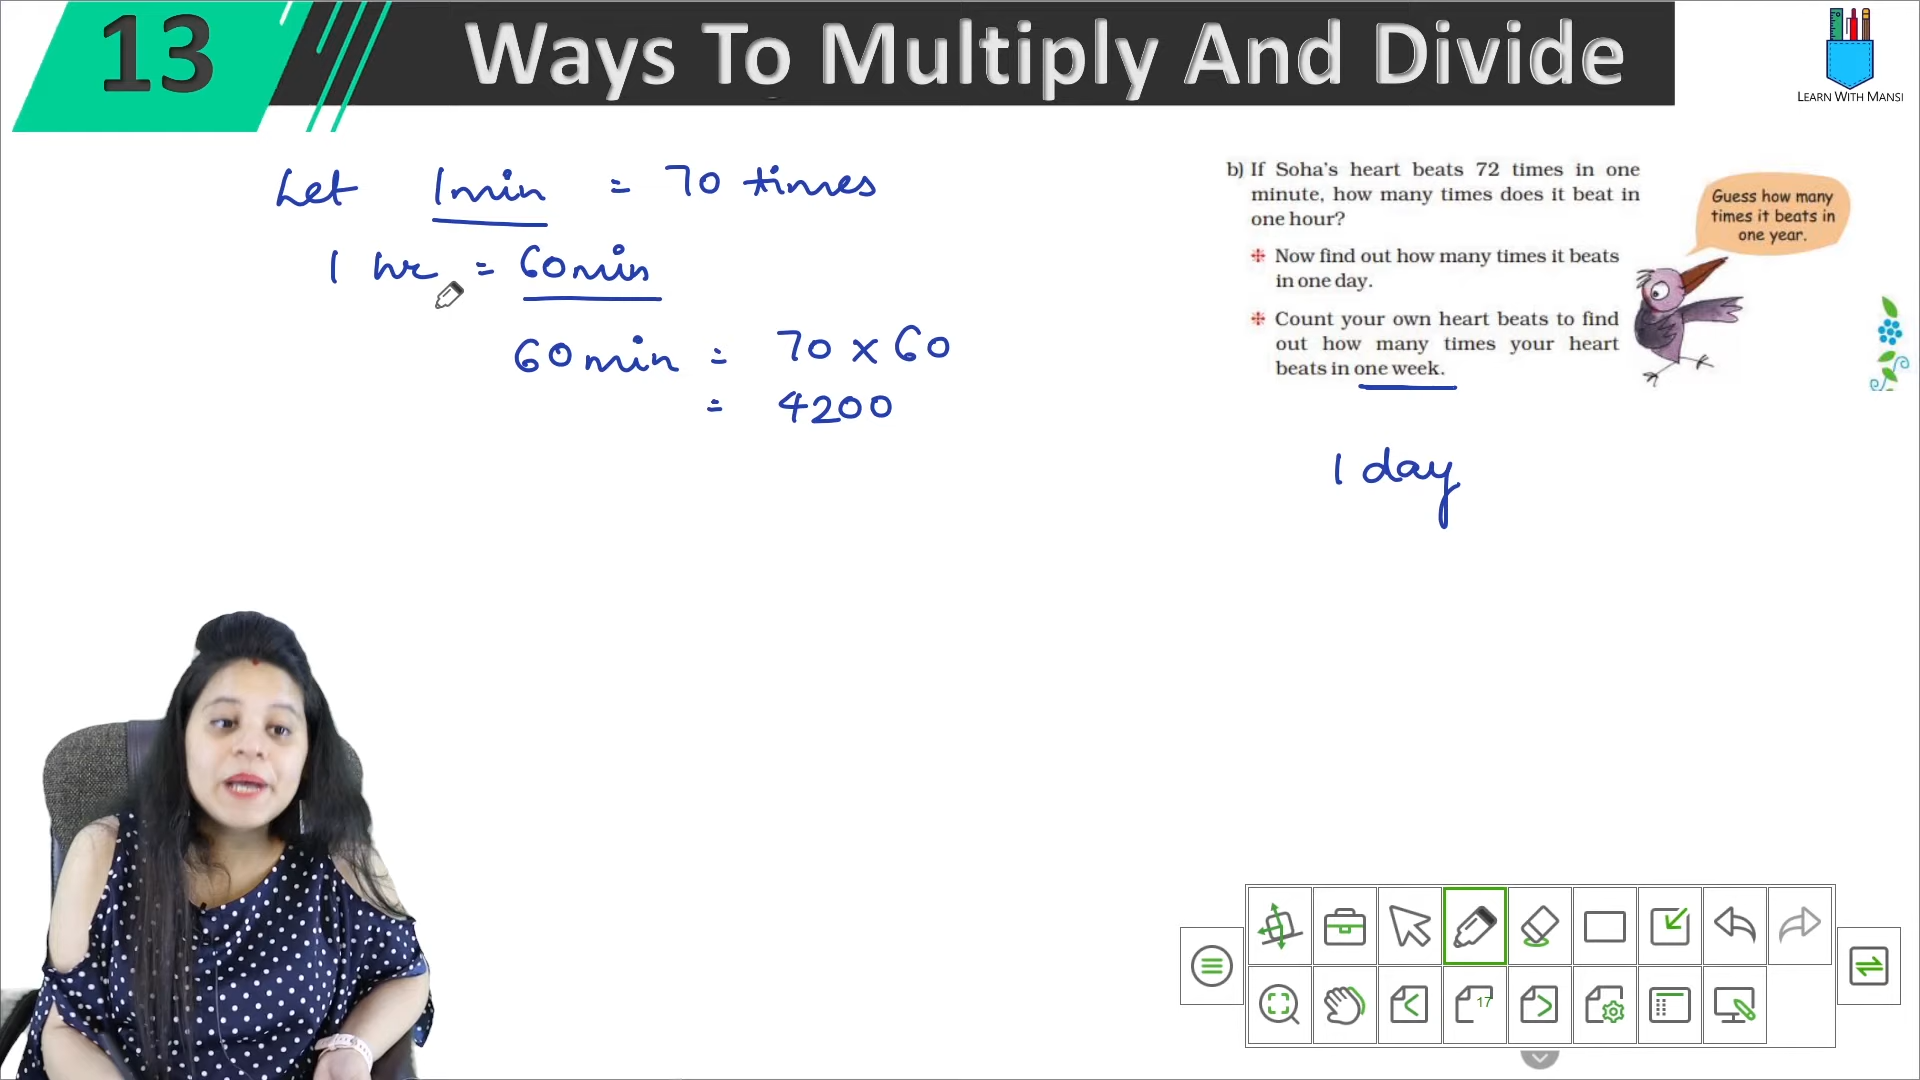 13 Ways To Multiply And Divide
LEARN WITH MANSI
Let 1min = 70 times
1 hr = 60min
60min = 70 × 60
= 4200
b) If Soha's heart beats 72 times in one
minute, how many times does it beat in
one hour?
Now find out how many times it beats
in one day.
Count your own heart beats to find
out how many times your heart
beats in one week.
Guess how many
times it beats in
one year.
1 day
17